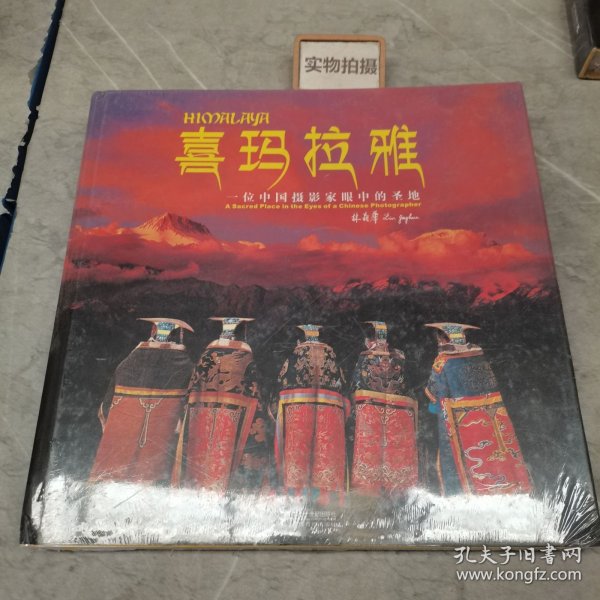 实物拍摄
HIMALAYA
喜玛拉雅
一位中国摄影家眼中的圣地
A Sacred Place in the Eyes of a Chinese Photographer
孔夫子旧书网
www.kongfz.com